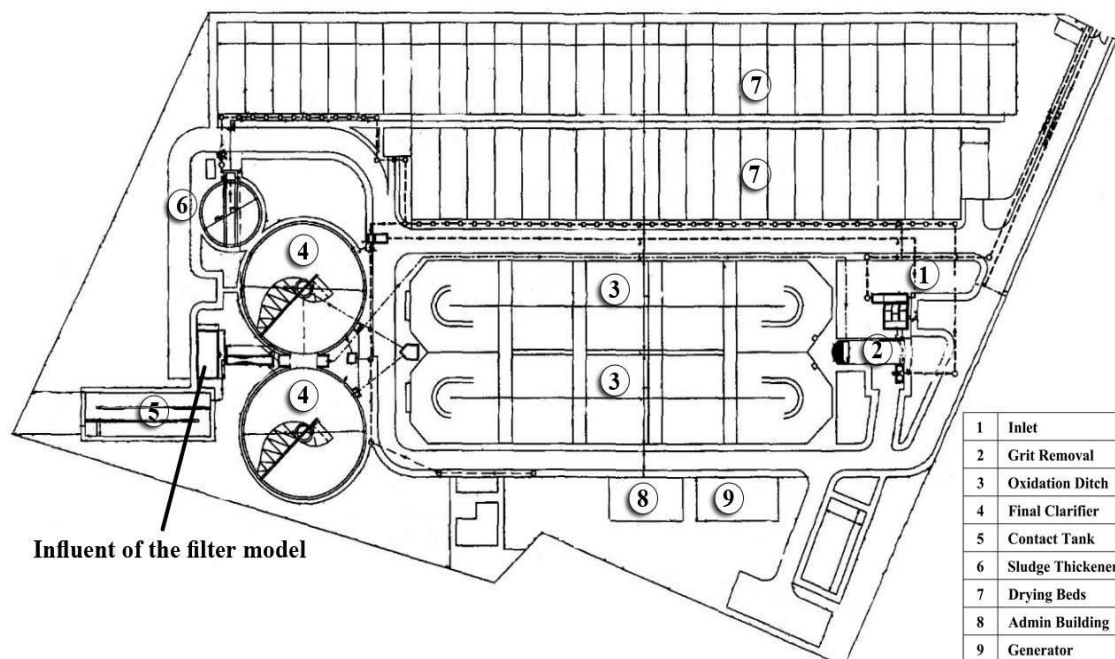 7
7
6
4
1
3
2
3
4
5
8
9
Influent of the filter model
1 Inlet
2 Grit Removal
3 Oxidation Ditch
4 Final Clarifier
5 Contact Tank
6 Sludge Thickener
7 Drying Beds
8 Admin Building
9 Generator